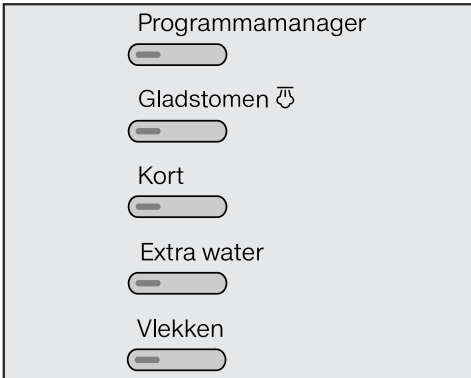 Programmamanager
Gladstomen
Kort
Extra water
Vlekken